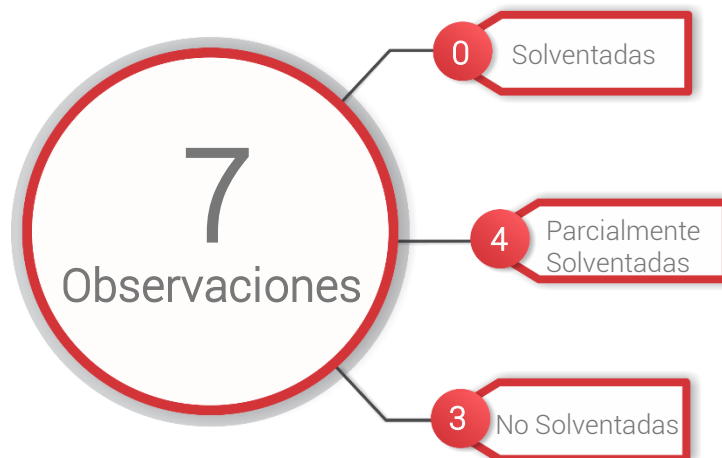 7
Observaciones
0
Solventadas
4
Parcialmente
Solventadas
3
No Solventadas